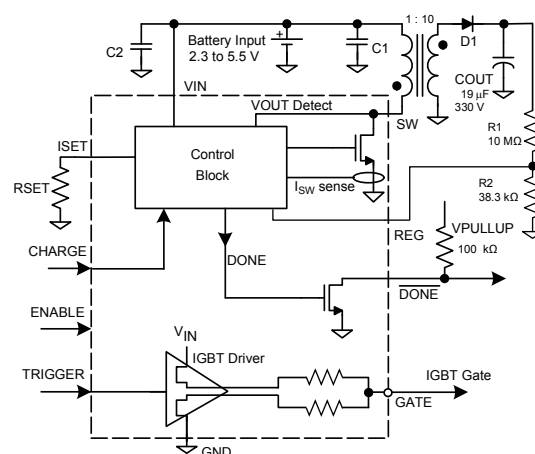 1 : 10
D1
Battery Input
2.3 to 5.5 V
+
C2
C1
COUT
19 µF
330 V
VIN
VOUT Detect
SW
R1
10 MΩ
ISET
Control
Block
RSET
ISW sense
R2
38.3 kΩ
REG
VPULLUP
100 kΩ
CHARGE
DONE
DONE
ENABLE
VIN
IGBT Driver
TRIGGER
IGBT Gate
GATE
GND